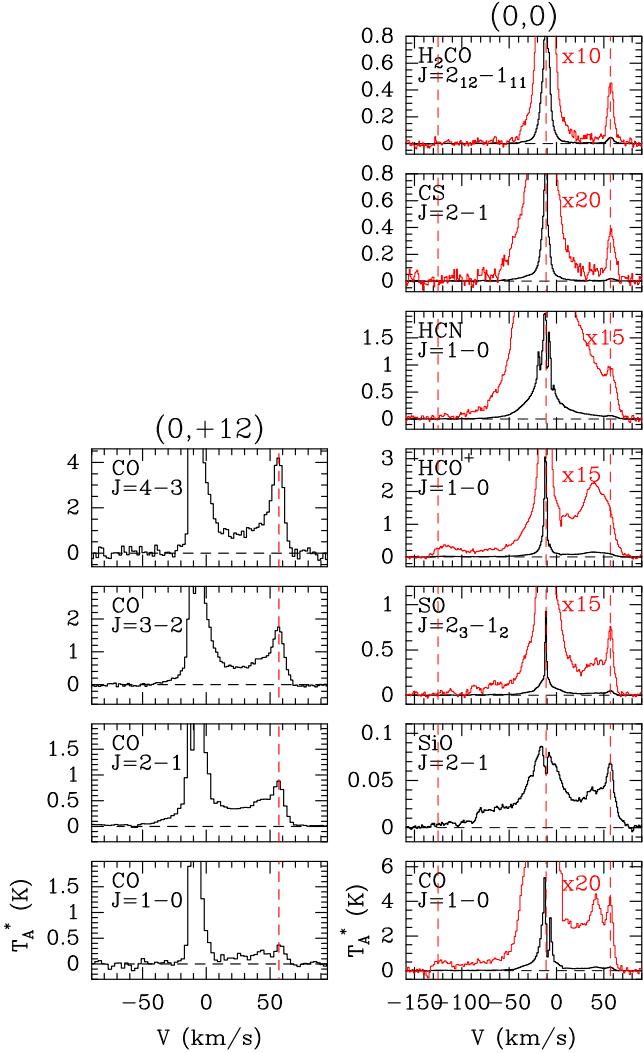 (0,0)
0.8
0.6
0.4
0.2
0
H₂CO
J=2₁₂−1₁₁
x10
0.8
0.6
0.4
0.2
0
CS
J=2−1
x20
1.5
1
0.5
0
HCN
J=1−0
x15
(0,+12)
4
2
0
CO
J=4−3
3
2
1
0
HCO⁺
J=1−0
x15
2
1
0
CO
J=3−2
1
0.5
0
SO
J=2₃−1₂
x15
1.5
1
0.5
0
CO
J=2−1
0.1
0.05
0
SiO
J=2−1
T_A* (K)
1.5
1
0.5
0
CO
J=1−0
−50 0 50
V (km/s)
T_A* (K)
6
4
2
0
CO
J=1−0
x20
−150 −100 −50 0 50
V (km/s)